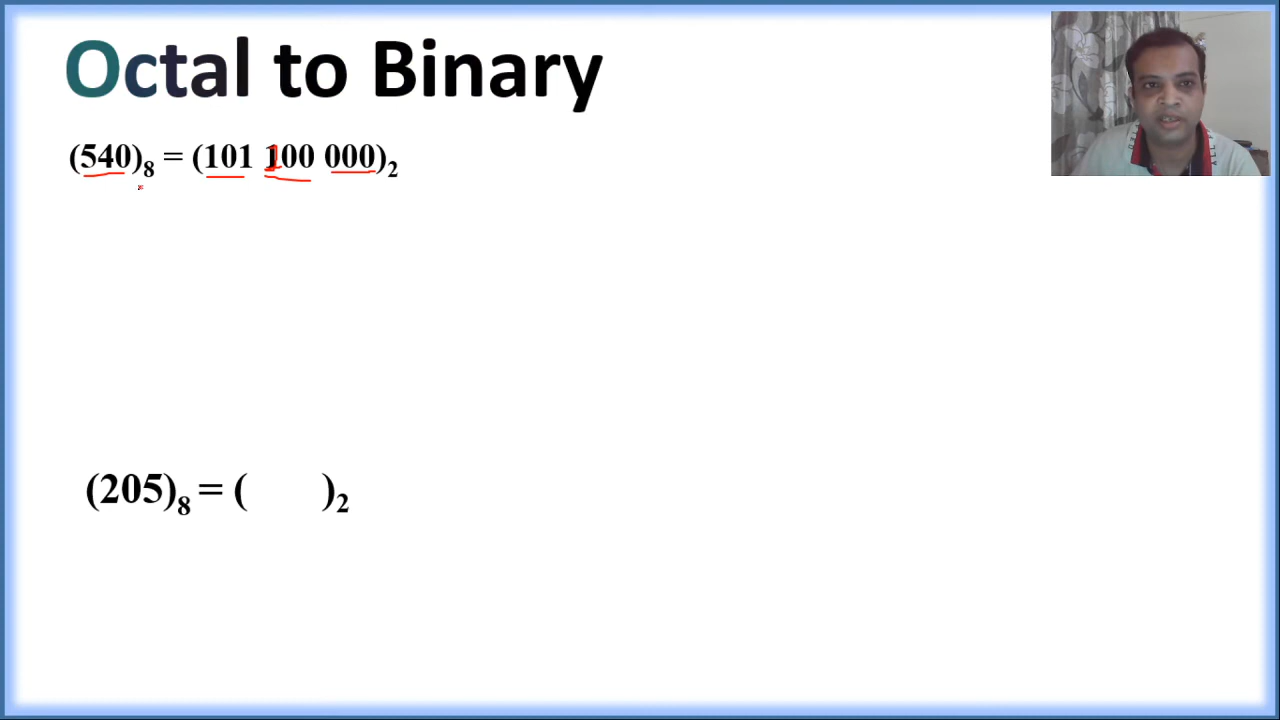 Octal to Binary
(540)₈ = (101 100 000)₂
(205)₈ = (      )₂